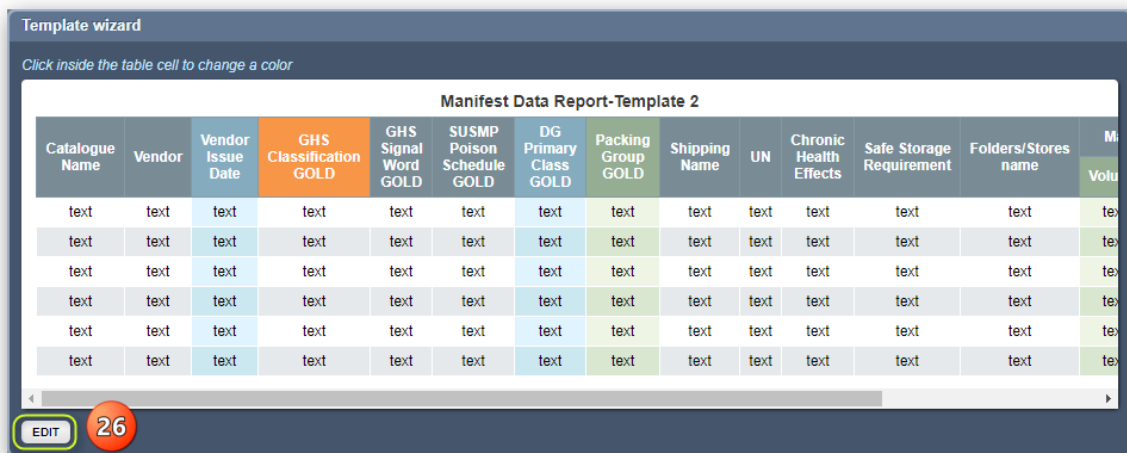 Template wizard
Click inside the table cell to change a color
Manifest Data Report-Template 2
Catalogue Name Vendor Vendor Issue Date GHS Classification GOLD GHS Signal Word GOLD SUSMP Poison Schedule GOLD DG Primary Class GOLD Packing Group GOLD Shipping Name UN Chronic Health Effects Safe Storage Requirement Folders/Stores name
text text text text text text text text text text text text text
text text text text text text text text text text text text text
text text text text text text text text text text text text text
text text text text text text text text text text text text text
text text text text text text text text text text text text text
text text text text text text text text text text text text text
EDIT 26